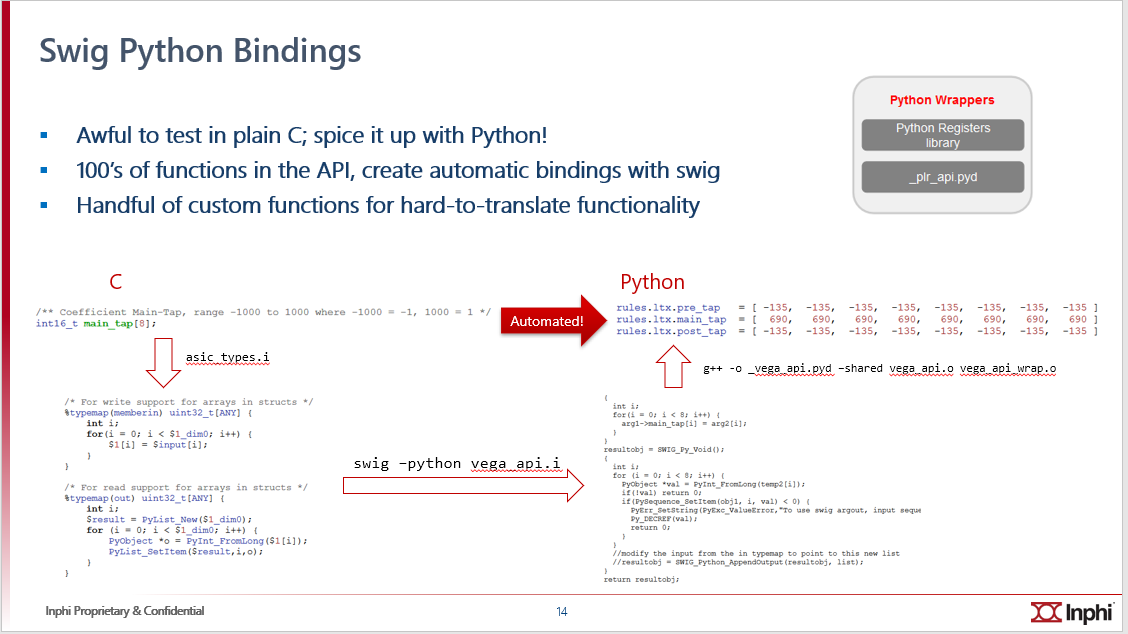 Swig Python Bindings
Awful to test in plain C; spice it up with Python!
100's of functions in the API, create automatic bindings with swig
Handful of custom functions for hard-to-translate functionality
Python Wrappers
Python Registers
library
_plr_api.pyd
C
/** Coefficient Main-Tap, range -1000 to 1000 where -1000 = -1, 1000 = 1 */
int16_t main_tap[8];
asic_types.i
/* For write support for arrays in structs */
%typemap(memberin) uint32_t[ANY] {
int i;
for(i = 0; i < $1_dim0; i++) {
$1[i] = $input[i];
}
}
/* For read support for arrays in structs */
%typemap(out) uint32_t[ANY] {
int i;
$result = PyList_New($1_dim0);
for (i = 0; i < $1_dim0; i++) {
PyObject *o = PyInt_FromLong($1[i]);
PyList_SetItem($result,i,o);
}
}
swig -python vega_api.i
Automated!
Python
rules.ltx.pre_tap = [ -135, -135, -135, -135, -135, -135, -135, -135 ]
rules.ltx.main_tap = [ 690, 690, 690, 690, 690, 690, 690, 690 ]
rules.ltx.post_tap = [ -135, -135, -135, -135, -135, -135, -135, -135 ]
g++ -o _vega_api.pyd -shared vega_api.o vega_api_wrap.o
{
int i;
for(i = 0; i < 8; i++) {
arg1->main_tap[i] = arg2[i];
}
}
resultobj = SWIG_Py_Void();
{
int i;
for (i = 0; i < 8; i++) {
PyObject *val = PyInt_FromLong(temp2[i]);
if(!val) return 0;
if(PySequence_SetItem(obj1, i, val) < 0) {
PyErr_SetString(PyExc_ValueError,"To use swig argout, input seque
Py_DECREF(val);
return 0;
}
}
//modify the input from the in typemap to point to this new list
//resultobj = SWIG_Python_AppendOutput(resultobj, list);
}
return resultobj;
Inphi Proprietary & Confidential
14
Inphi